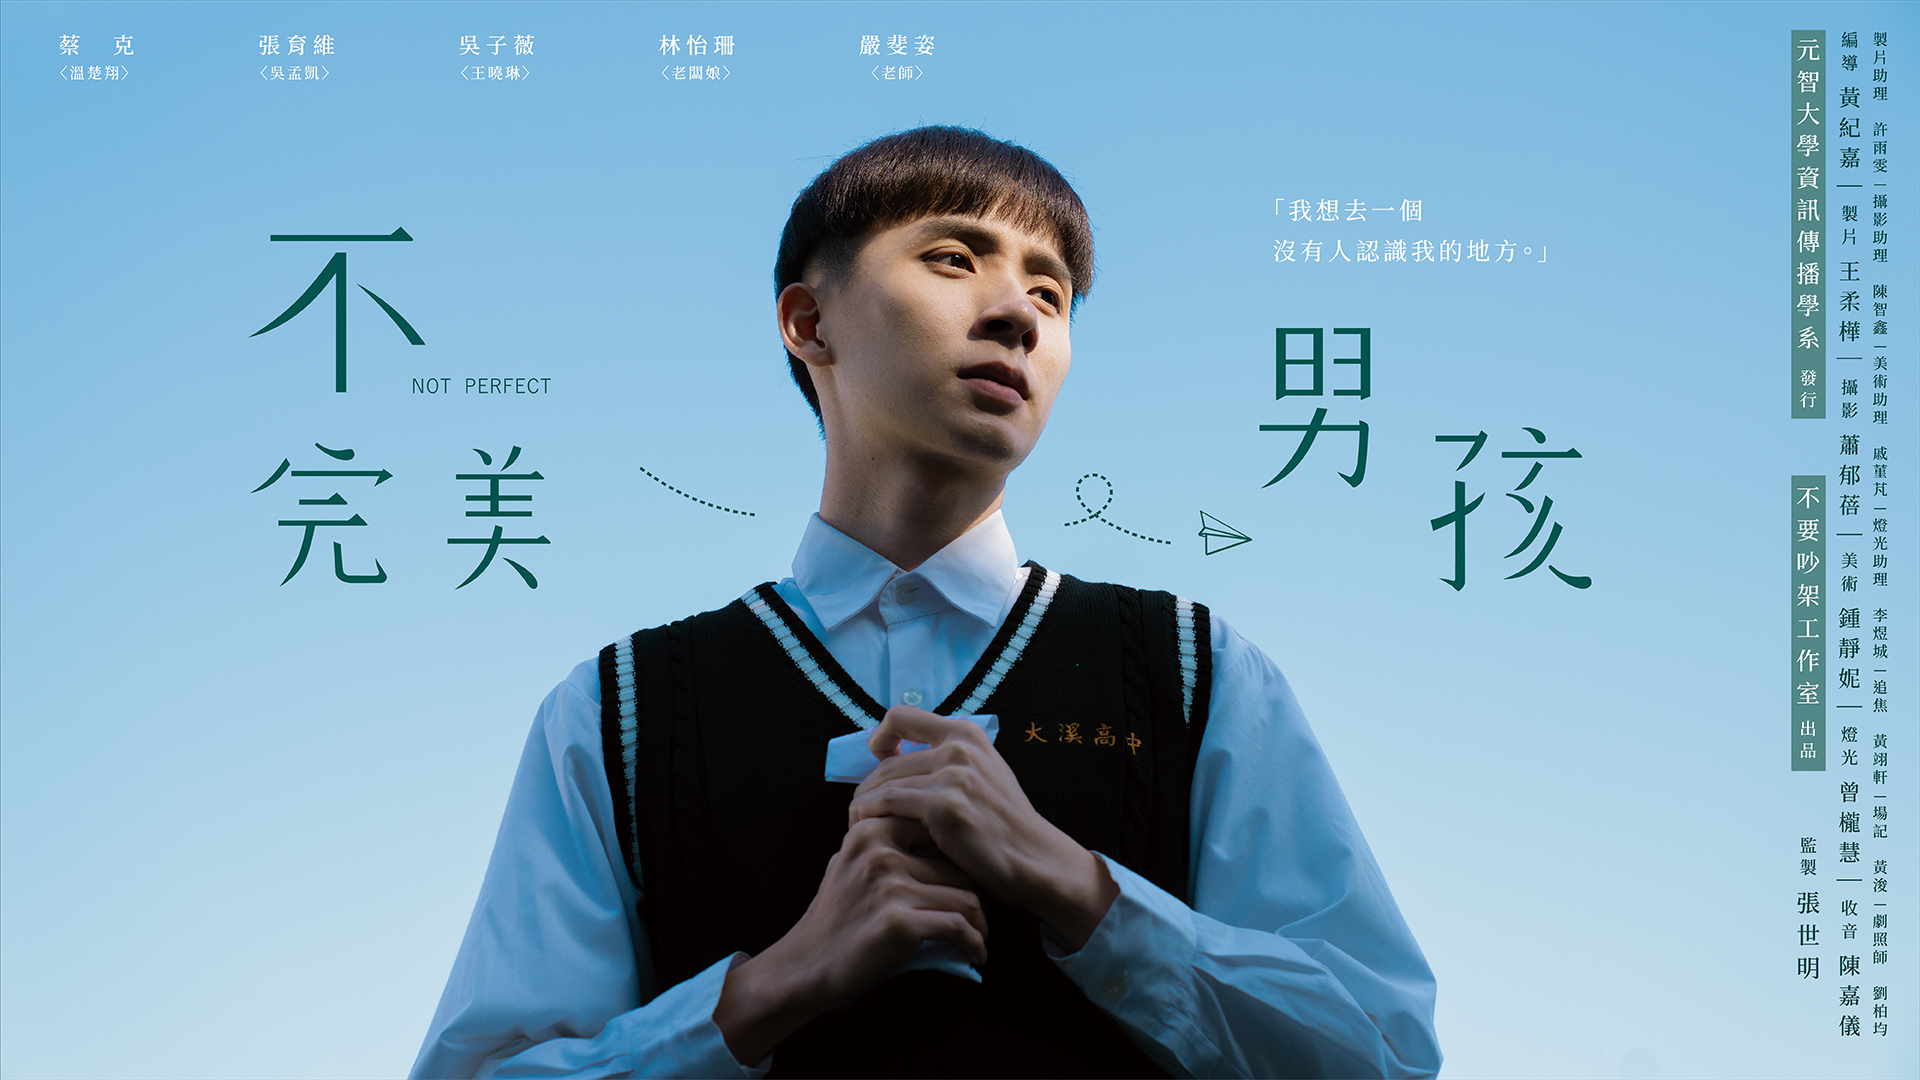 蔡 克
〈溫楚翔〉
張育維
〈吳孟凱〉
吳子薇
〈王曉琳〉
林怡珊
〈老闆娘〉
嚴斐姿
〈老師〉
「我想去一個
沒有人認識我的地方。」
不
NOT PERFECT
完美
男
孩
大溪高中
製片助理 許雨雯—攝影助理 陳智鑫—美術助理 戚菫芃—燈光助理 李煜城—追焦 黃翊軒—場記 黃浚—劇照師 劉柏均
編導 黃紀嘉—製片 王柔樺—攝影 蕭郁蓓—美術 鍾靜妮—燈光 曾櫳慧—收音 陳嘉儀
元智大學資訊傳播學系 發行
不要吵架工作室 出品
監製 張世明